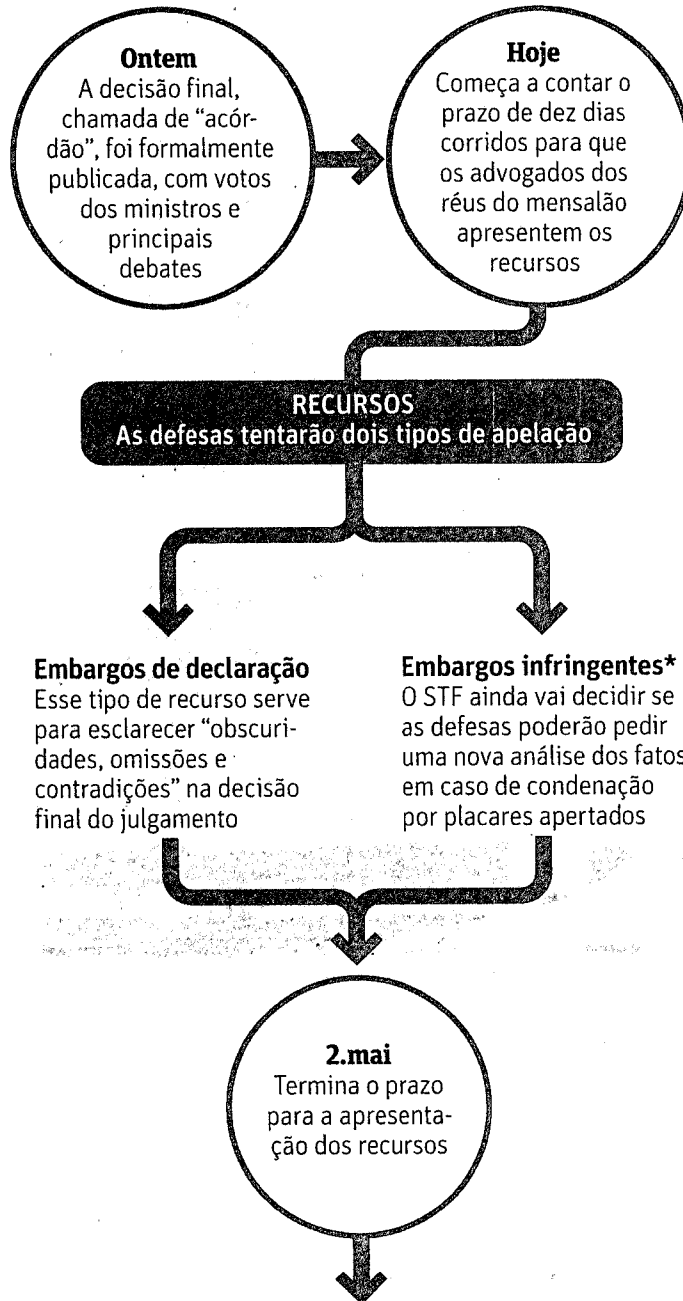 Ontem
A decisão final,
chamada de “acór-
dão”, foi formalmente
publicada, com votos
dos ministros e
principais
debates
Hoje
Começa a contar o
prazo de dez dias
corridos para que
os advogados dos
réus do mensalão
apresentem os
recursos
RECURSOS
As defesas tentarão dois tipos de apelação
Embargos de declaração
Esse tipo de recurso serve
para esclarecer “obscuri-
dades, omissões e
contradições” na decisão
final do julgamento
Embargos infringentes*
O STF ainda vai decidir se
as defesas poderão pedir
uma nova análise dos fatos
em caso de condenação
por placares apertados
2.mai
Termina o prazo
para a apresenta-
ção dos recursos